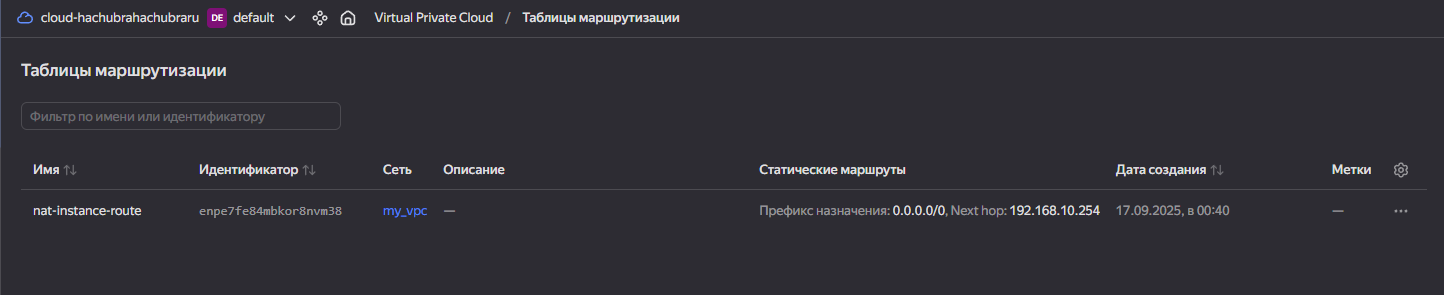 cloud-hachubrahachubraru DE default Virtual Private Cloud / Таблицы маршрутизации
Таблицы маршрутизации
Фильтр по имени или идентификатору
Имя Идентификатор Сеть Описание Статические маршруты Дата создания Метки
nat-instance-route enpe7fe84mbkor8nvm38 my_vpc — Префикс назначения: 0.0.0.0/0, Next hop: 192.168.10.254 17.09.2025, в 00:40 —